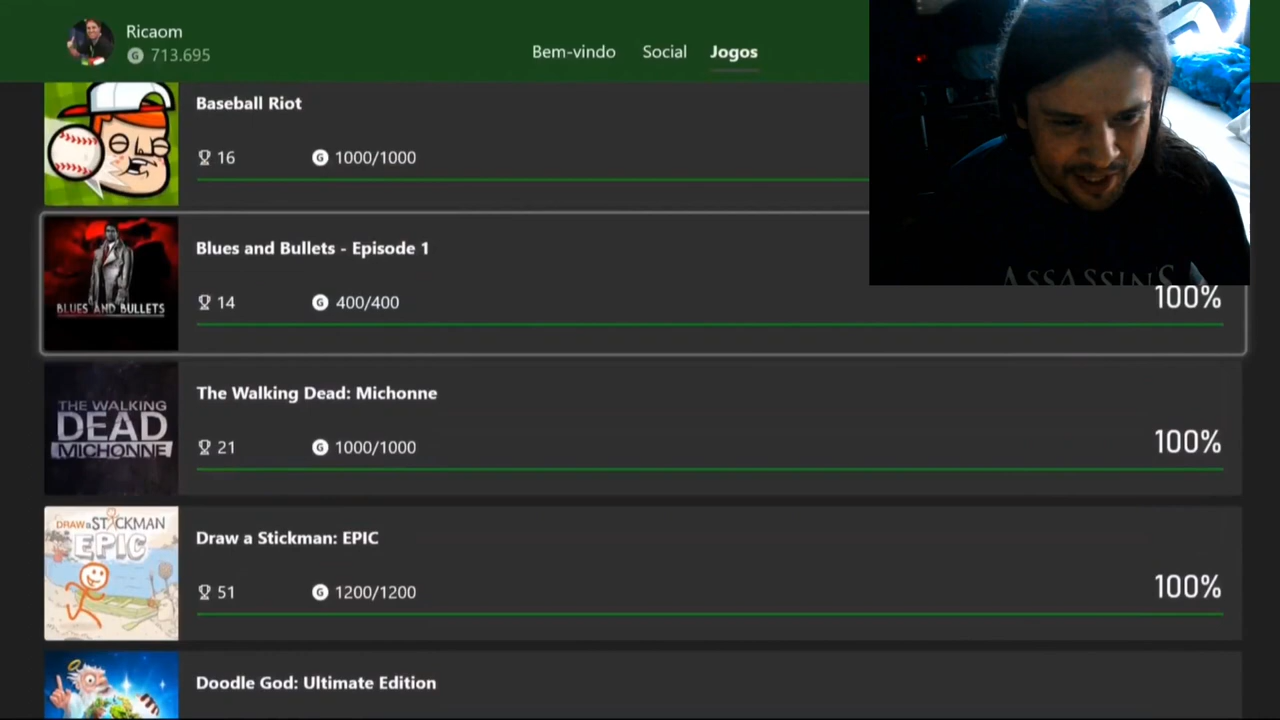 Ricaom
G 713.695
Bem-vindo Social Jogos
Baseball Riot
16 G 1000/1000
Blues and Bullets - Episode 1
BLUES AND BULLETS
14 G 400/400
100%
ASSASSINS
The Walking Dead: Michonne
THE WALKING
DEAD
MICHONNE
21 G 1000/1000
100%
Draw a Stickman: EPIC
DRAW a STICKMAN
EPIC
51 G 1200/1200
100%
Doodle God: Ultimate Edition